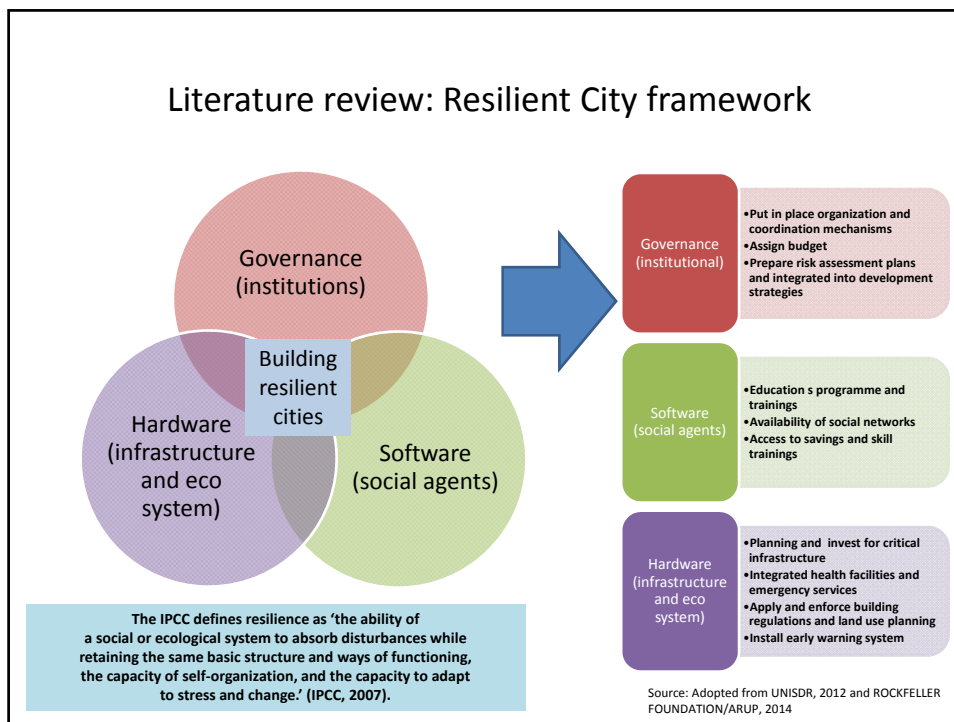 Literature review: Resilient City framework
Governance
(institutions)
Building
resilient
cities
Hardware
(infrastructure
and eco
system)
Software
(social agents)
The IPCC defines resilience as ‘the ability of
a social or ecological system to absorb disturbances while
retaining the same basic structure and ways of functioning,
the capacity of self-organization, and the capacity to adapt
to stress and change.’ (IPCC, 2007).
Governance
(institutional)
•Put in place organization and
coordination mechanisms
•Assign budget
•Prepare risk assessment plans
and integrated into development
strategies
Software
(social agents)
•Education s programme and
trainings
•Availability of social networks
•Access to savings and skill
trainings
Hardware
(infrastructure
and eco
system)
•Planning and invest for critical
infrastructure
•Integrated health facilities and
emergency services
•Apply and enforce building
regulations and land use planning
•Install early warning system
Source: Adopted from UNISDR, 2012 and ROCKFELLER
FOUNDATION/ARUP, 2014